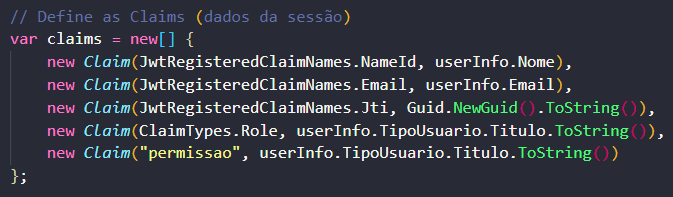 // Define as Claims (dados da sessão)
var claims = new[] {
    new Claim(JwtRegisteredClaimNames.NameId, userInfo.Nome),
    new Claim(JwtRegisteredClaimNames.Email, userInfo.Email),
    new Claim(JwtRegisteredClaimNames.Jti, Guid.NewGuid().ToString()),
    new Claim(ClaimTypes.Role, userInfo.TipoUsuario.Titulo.ToString()),
    new Claim("permissao", userInfo.TipoUsuario.Titulo.ToString())
};